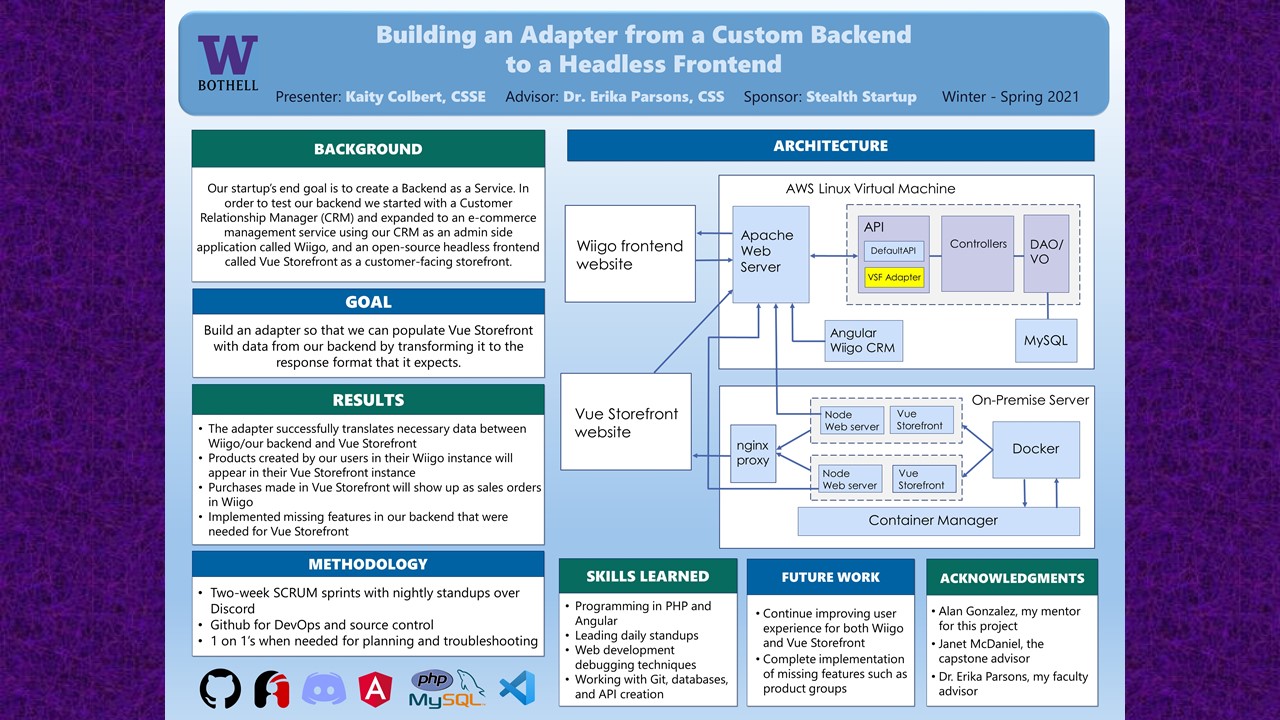 Building an Adapter from a Custom Backend
to a Headless Frontend
W
BOTHELL
Presenter: Kaity Colbert, CSSE Advisor: Dr. Erika Parsons, CSS Sponsor: Stealth Startup Winter - Spring 2021
BACKGROUND
Our startup's end goal is to create a Backend as a Service. In
order to test our backend we started with a Customer
Relationship Manager (CRM) and expanded to an e-commerce
management service using our CRM as an admin side
application called Wiigo, and an open-source headless frontend
called Vue Storefront as a customer-facing storefront.
GOAL
Build an adapter so that we can populate Vue Storefront
with data from our backend by transforming it to the
response format that it expects.
RESULTS
• The adapter successfully translates necessary data between
Wiigo/our backend and Vue Storefront
• Products created by our users in their Wiigo instance will
appear in their Vue Storefront instance
• Purchases made in Vue Storefront will show up as sales orders
in Wiigo
• Implemented missing features in our backend that were
needed for Vue Storefront
METHODOLOGY
• Two-week SCRUM sprints with nightly standups over
Discord
• Github for DevOps and source control
• 1 on 1's when needed for planning and troubleshooting
A
php
MySQL
ARCHITECTURE
AWS Linux Virtual Machine
Wiigo frontend
website
Apache
Web
Server
API
DefaultAPI
VSF Adapter
Controllers
DAO/
VO
Angular
Wiigo CRM
MySQL
Vue Storefront
website
On-Premise Server
nginx
proxy
Node
Web server
Vue
Storefront
Node
Web server
Vue
Storefront
Docker
Container Manager
SKILLS LEARNED
• Programming in PHP and
Angular
• Leading daily standups
• Web development
debugging techniques
• Working with Git, databases,
and API creation
FUTURE WORK
• Continue improving user
experience for both Wiigo
and Vue Storefront
• Complete implementation
of missing features such as
product groups
ACKNOWLEDGMENTS
• Alan Gonzalez, my mentor
for this project
• Janet McDaniel, the
capstone advisor
• Dr. Erika Parsons, my faculty
advisor